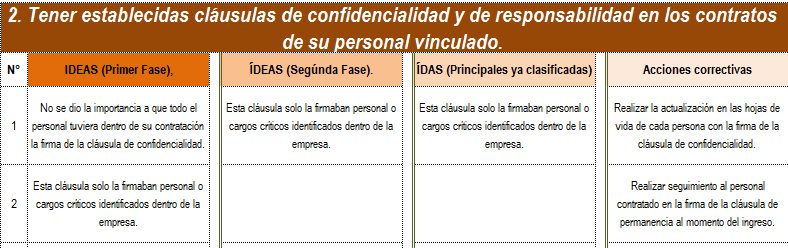 2. Tener establecidas cláusulas de confidencialidad y de responsabilidad en los contratos
de su personal vinculado.
N° IDEAS (Primer Fase), ÍDEAS (Segúnda Fase). ÍDAS (Principales ya clasificadas) Acciones correctivas
1
No se dio la importancia a que todo el
personal tuviera dentro de su contratación
la firma de la cláusula de confidencialidad.
Esta cláusula solo la firmaban personal o
cargos críticos identificados dentro de la
empresa.
Esta cláusula solo la firmaban personal o
cargos críticos identificados dentro de la
empresa.
Realizar la actualización en las hojas de
vida de cada persona con la firma de la
cláusula de confidencialidad.
2
Esta cláusula solo la firmaban personal o
cargos críticos identificados dentro de la
empresa.
Realizar seguimiento al personal
contratado en la firma de la cláusula de
permanencia al momento del ingreso.